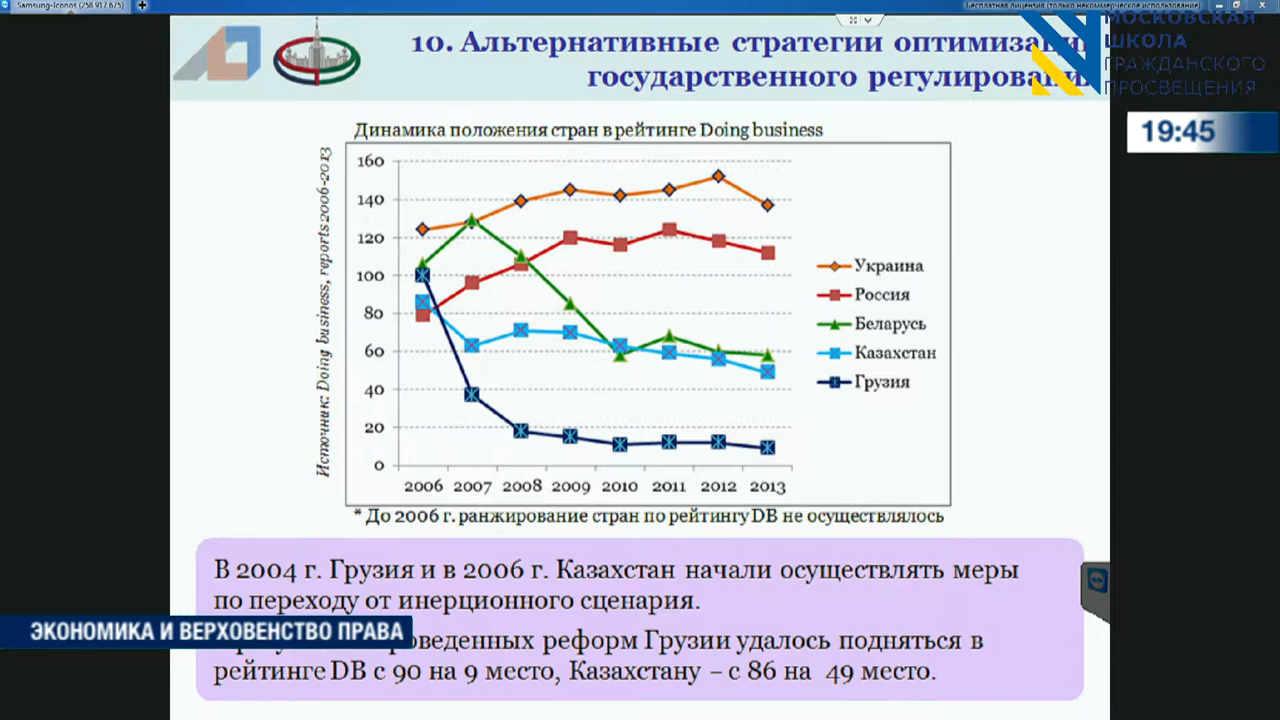 Samsung-Iconos (258 917 675)
Бесплатная лицензия (только некоммерческое использование)
10. Альтернативные стратегии
государственного
МОСКОВСКАЯ
ШКОЛА
ГРАЖДАНСКОГО
ПРОСВЕЩЕНИЯ
19:45
Динамика положения стран в рейтинге Doing business
Источник: Doing business, reports 2006-2013
160
140
120
100
80
60
40
20
0
2006 2007 2008 2009 2010 2011 2012 2013
Украина
Россия
Беларусь
Казахстан
Грузия
* До 2006 г. ранжирование стран по рейтингу DB не осуществлялось
В 2004 г. Грузия и в 2006 г. Казахстан начали осуществлять меры
по переходу от инерционного сценария.
ЭКОНОМИКА И ВЕРХОВЕНСТВО ПРАВА
реформ Грузии удалось подняться в
рейтинге DB с 90 на 9 место, Казахстану – с 86 на 49 место.